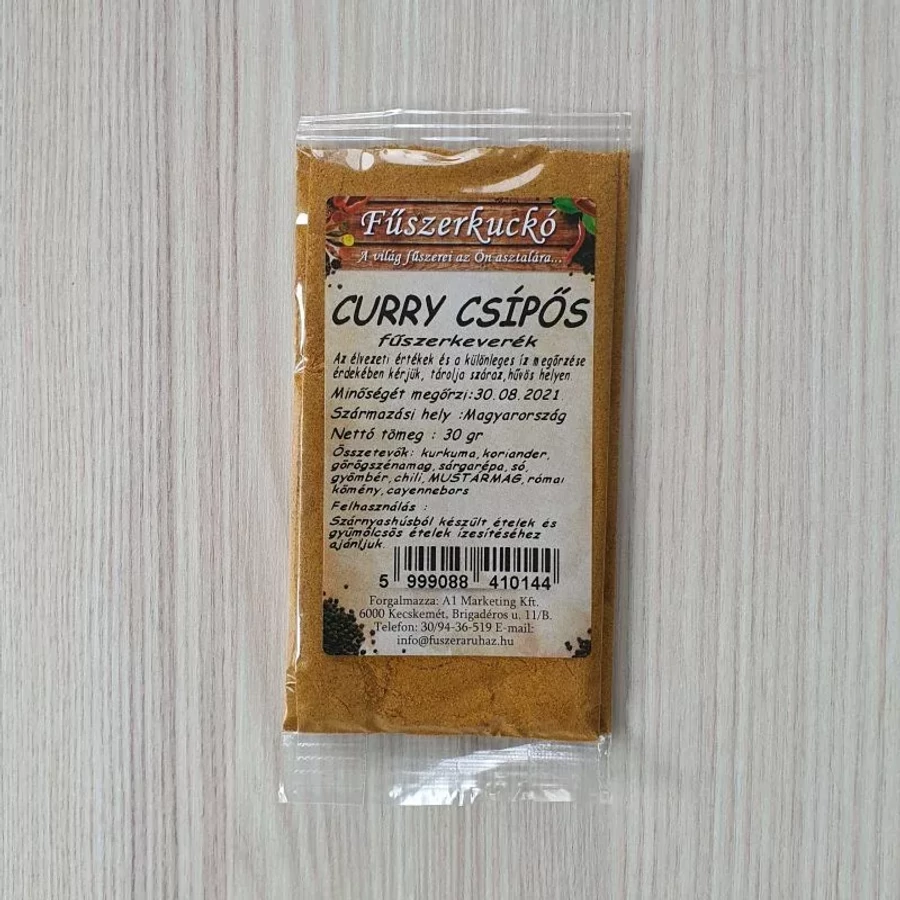 Fűszerkuckó
A világ fűszerei az Ön asztalára...
CURRY CSÍPŐS
fűszerkeverék
Az élvezeti értékek és a különleges íz megőrzése
érdekében kérjük, tárolja száraz,hűvös helyen.
Minőségét megőrzi:30.08.2021.
Származási hely :Magyarország
Nettó tömeg : 30 gr
Összetevők: kurkuma,koriander,
görögszénamag,sárgarépa,só,
gyömbér,chili,MUSTÁRMAG,római
kömény,cayennebors
Felhasználás :
Szárnyashúsból készült ételek és
gyümölcsös ételek ízesítéséhez
ajánljuk.
5 999088 410144
Forgalmazza: A1 Marketing Kft.
6000 Kecskemét, Brigadéros u. 11/B.
Telefon: 30/94-36-519 E-mail:
info@fuszeraruhaz.hu